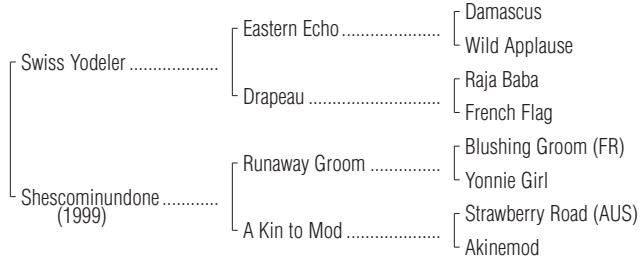 Damascus
Eastern Echo ....................
Wild Applause
Swiss Yodeler .....................
Raja Baba
Drapeau ...............................
French Flag
Blushing Groom (FR)
Runaway Groom ................
Yonnie Girl
Shescominundone .............
(1999)
Strawberry Road (AUS)
A Kin to Mod ......................
Akinemod